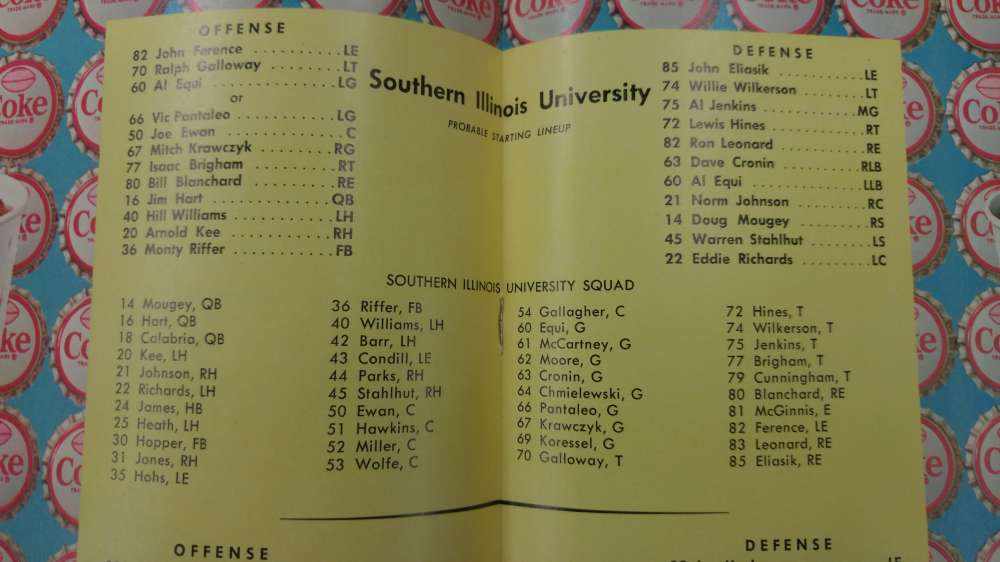 OFFENSE
82 John Ference ..........LE
70 Ralph Galloway ........LT
60 Al Equi ..............LG
or
66 Vic Pantaleo ..........LG
50 Joe Ewan .............C
67 Mitch Krawczyk ........RG
77 Isaac Brigham .........RT
80 Bill Blanchard .........RE
16 Jim Hart ..............QB
40 Hill Williams ...........LH
20 Arnold Kee ............RH
36 Monty Riffer ...........FB
Southern Illinois University
PROBABLE STARTING LINEUP
DEFENSE
85 John Eliasik ..........LE
74 Willie Wilkerson .......LT
75 Al Jenkins ...........MG
72 Lewis Hines ..........RT
82 Ron Leonard .........RE
63 Dave Cronin .........RLB
60 Al Equi .............LLB
21 Norm Johnson ........RC
14 Doug Mougey ........RS
45 Warren Stahlhut .......LS
22 Eddie Richards ........LC
SOUTHERN ILLINOIS UNIVERSITY SQUAD
14 Mougey, QB
16 Hart, QB
18 Calabria, QB
20 Kee, LH
21 Johnson, RH
22 Richards, LH
24 James, HB
25 Heath, LH
30 Hopper, FB
31 Jones, RH
35 Hohs, LE
36 Riffer, FB
40 Williams, LH
42 Barr, LH
43 Condill, LE
44 Parks, RH
45 Stahlhut, RH
50 Ewan, C
51 Hawkins, C
52 Miller, C
53 Wolfe, C
54 Gallagher, C
60 Equi, G
61 McCartney, G
62 Moore, G
63 Cronin, G
64 Chmielewski, G
66 Pantaleo, G
67 Krawczyk, G
69 Koressel, G
70 Galloway, T
72 Hines, T
74 Wilkerson, T
75 Jenkins, T
77 Brigham, T
79 Cunningham, T
80 Blanchard, RE
81 McGinnis, E
82 Ference, LE
83 Leonard, RE
85 Eliasik, RE
OFFENSE
DEFENSE
LE
Coke
TRADE MARK ®